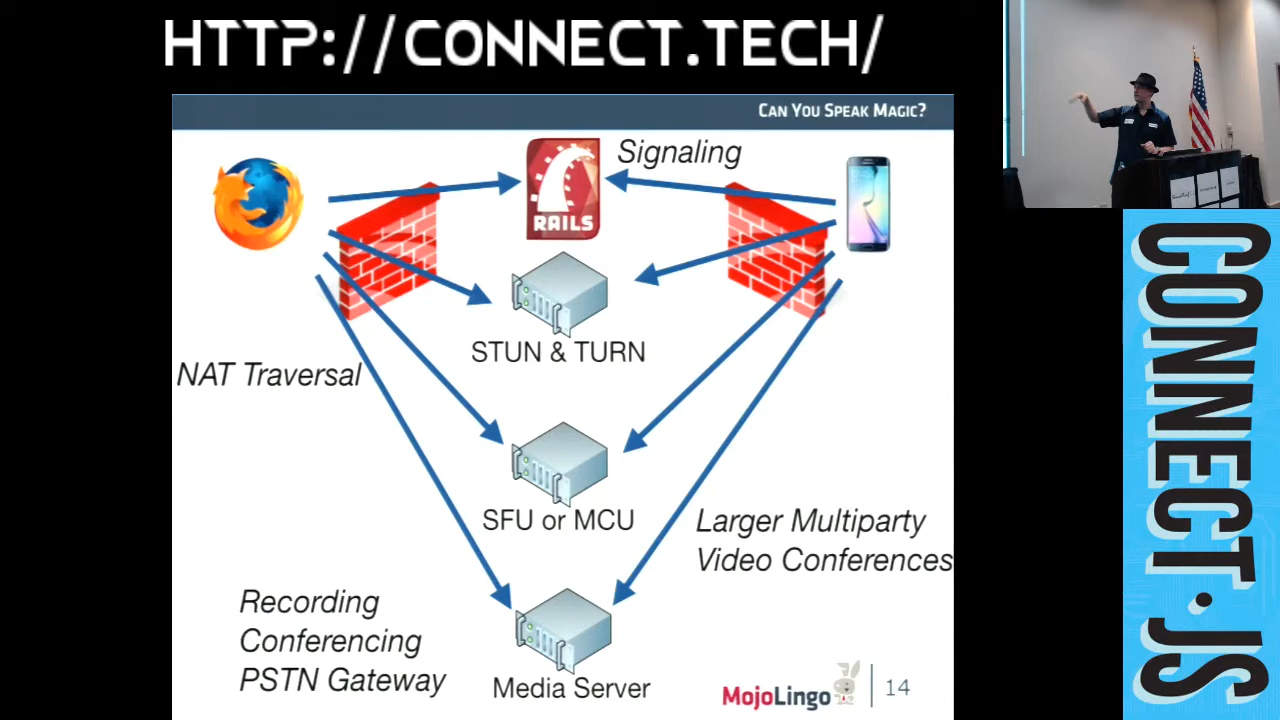 HTTP://CONNECT.TECH/
CAN YOU SPEAK MAGIC?
Signaling
RAILS
STUN & TURN
NAT Traversal
SFU or MCU
Larger Multiparty
Video Conferences
Recording
Conferencing
PSTN Gateway
Media Server
MojoLingo
14
CONNECT.JS